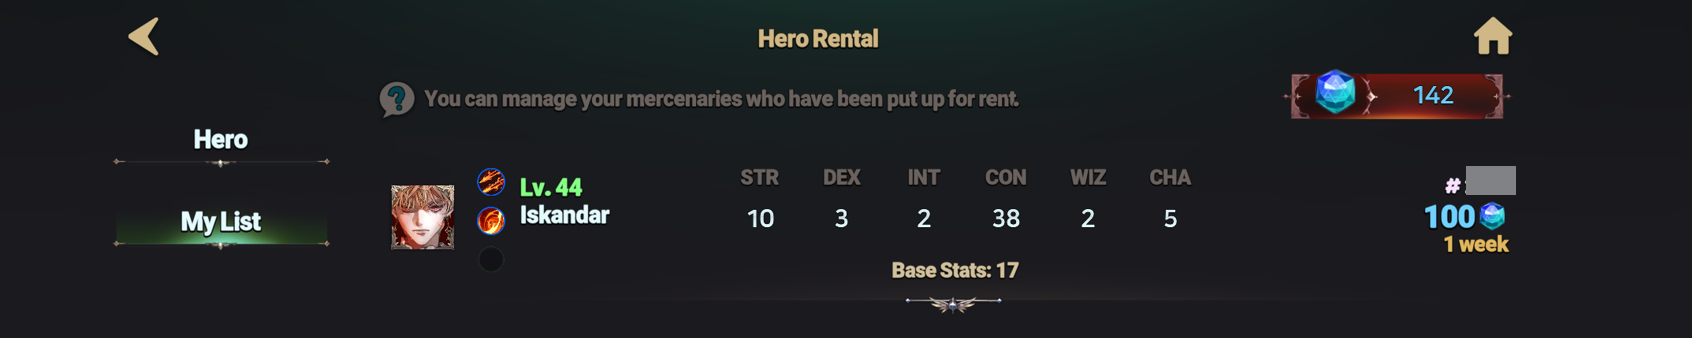 Hero Rental
You can manage your mercenaries who have been put up for rent.
142
Hero
My List
Lv. 44
Iskandar
STR DEX INT CON WIZ CHA
10 3 2 38 2 5
Base Stats: 17
#
100
1 week